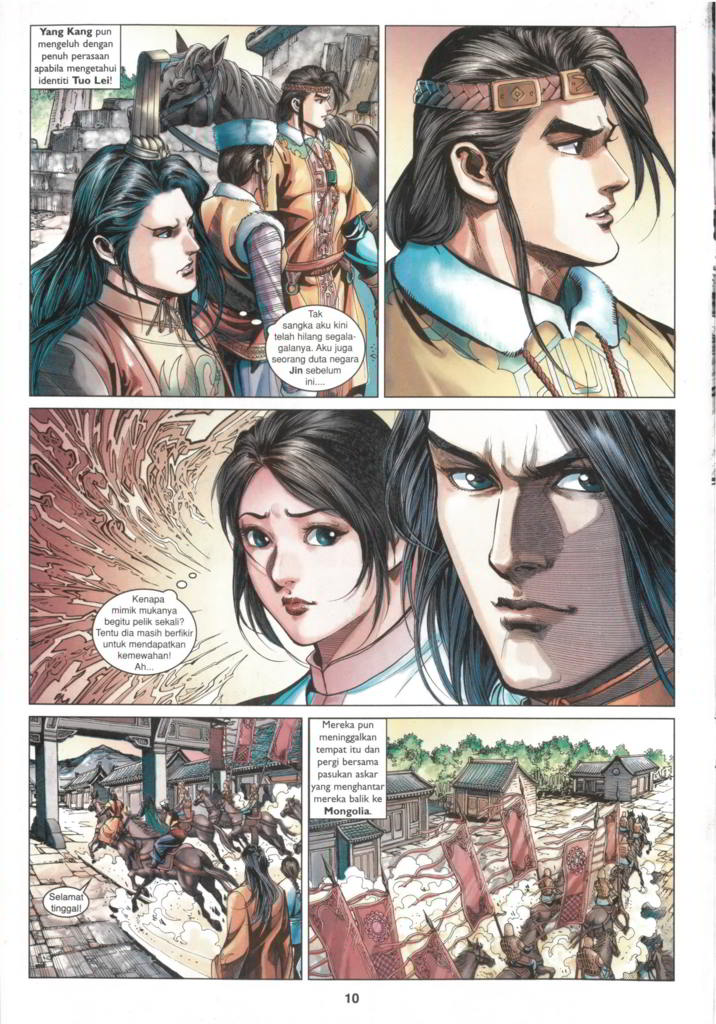 Yang Kang pun
mengeluh dengan
penuh perasaan
apabila mengetahui
identiti Tuo Lei!
Tak
sangka aku kini
telah hilang segala-
galanya. Aku juga
seorang duta negara
Jin sebelum
ini....
Kenapa
mimik mukanya
begitu pelik sekali?
Tentu dia masih berfikir
untuk mendapatkan
kemewahan!
Ah...
Selamat
tinggal!
Mereka pun
meninggalkan
tempat itu dan
pergi bersama
pasukan askar
yang menghantar
mereka balik ke
Mongolia.
10